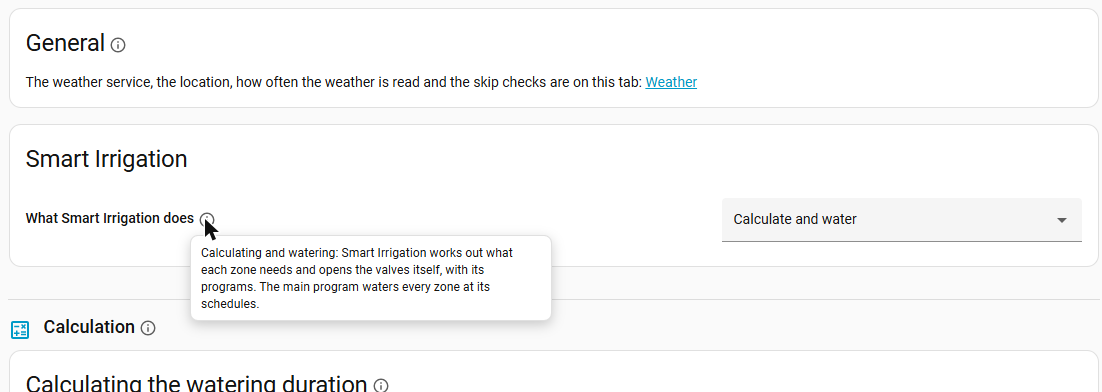 General
The weather service, the location, how often the weather is read and the skip checks are on this tab: Weather
Smart Irrigation
What Smart Irrigation does
Calculate and water
Calculating and watering: Smart Irrigation works out what
each zone needs and opens the valves itself, with its
programs. The main program waters every zone at its
schedules.
Calculation
Calculating the watering duration